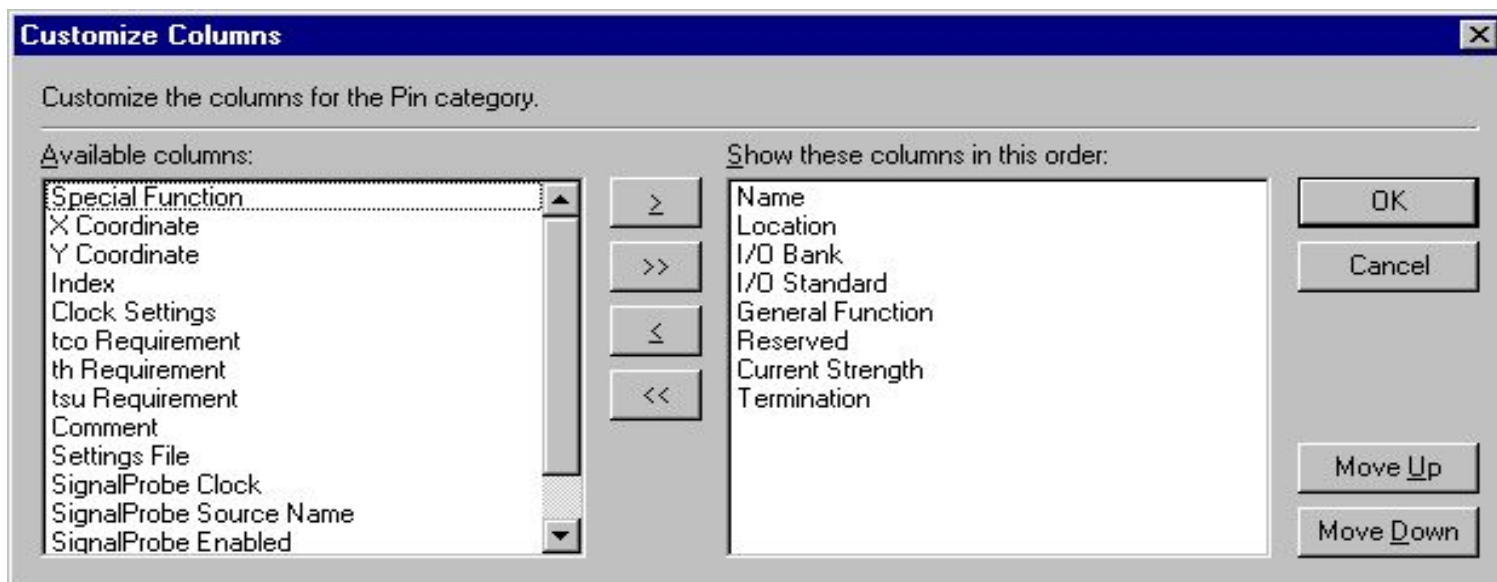 Customize Columns
Customize the columns for the Pin category.
Available columns:
Special Function
X Coordinate
Y Coordinate
Index
Clock Settings
tco Requirement
th Requirement
tsu Requirement
Comment
Settings File
SignalProbe Clock
SignalProbe Source Name
SignalProbe Enabled
>
>>
<
<<
Show these columns in this order:
Name
Location
I/O Bank
I/O Standard
General Function
Reserved
Current Strength
Termination
OK
Cancel
Move Up
Move Down